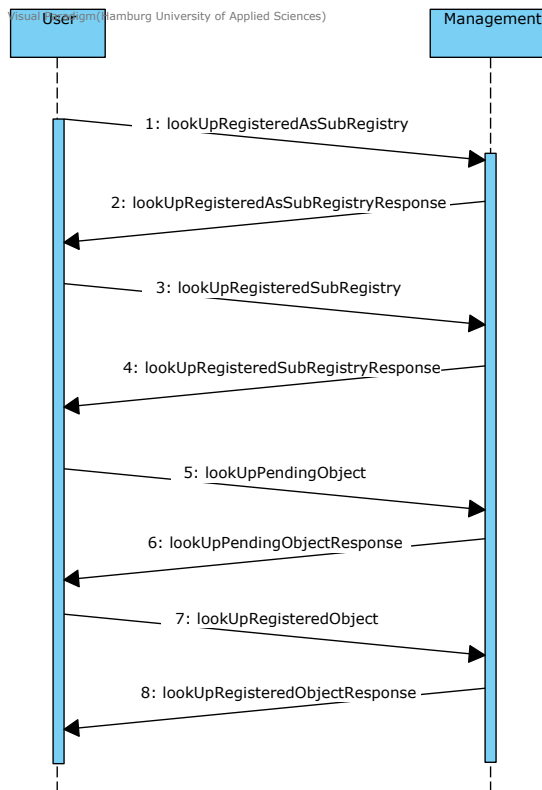 Visual Paradigm(Hamburg University of Applied Sciences)
User
Management
1: lookUpRegisteredAsSubRegistry
2: lookUpRegisteredAsSubRegistryResponse
3: lookUpRegisteredSubRegistry
4: lookUpRegisteredSubRegistryResponse
5: lookUpPendingObject
6: lookUpPendingObjectResponse
7: lookUpRegisteredObject
8: lookUpRegisteredObjectResponse